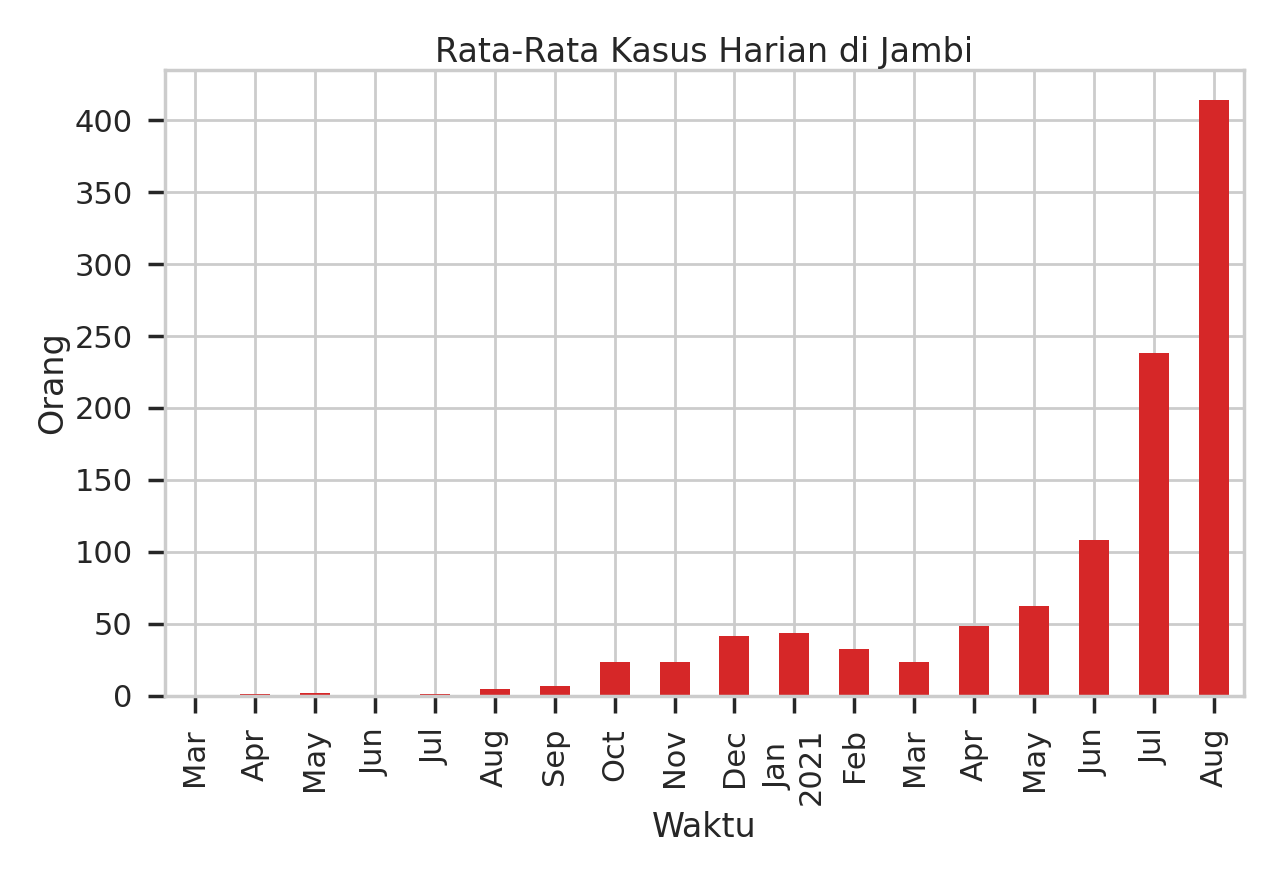 Rata-Rata Kasus Harian di Jambi
Orang
400
350
300
250
200
150
100
50
0
Mar
Apr
May
Jun
Jul
Aug
Sep
Oct
Nov
Dec
Jan
2021
Feb
Mar
Apr
May
Jun
Jul
Aug
Waktu